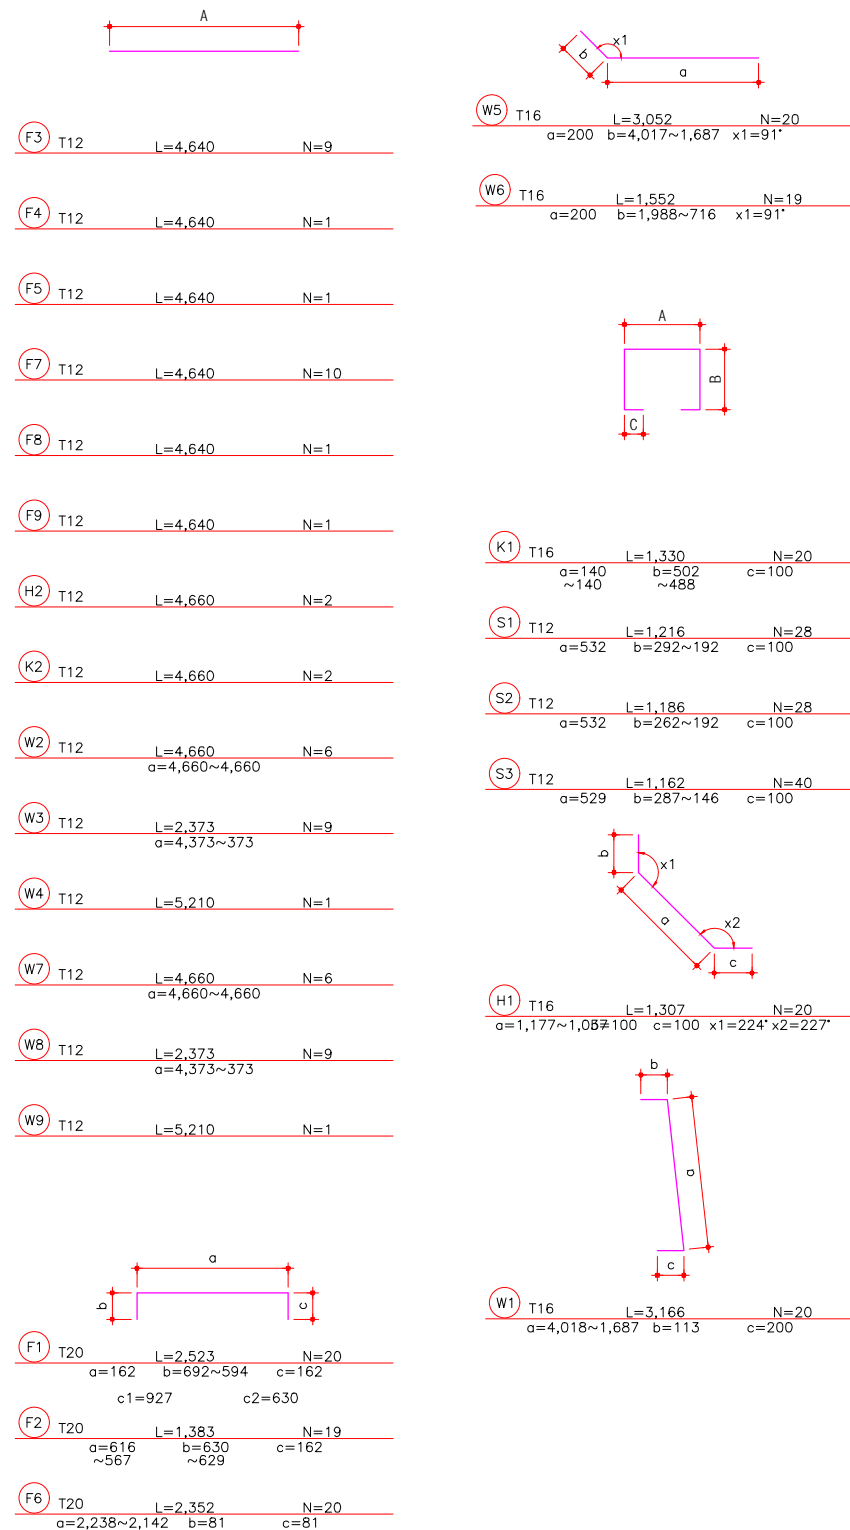 A
F3 T12 L=4,640 N=9
F4 T12 L=4,640 N=1
F5 T12 L=4,640 N=1
F7 T12 L=4,640 N=10
F8 T12 L=4,640 N=1
F9 T12 L=4,640 N=1
H2 T12 L=4,660 N=2
K2 T12 L=4,660 N=2
W2 T12 L=4,660 N=6
a=4,660~4,660
W3 T12 L=2,373 N=9
a=4,373~373
W4 T12 L=5,210 N=1
W7 T12 L=4,660 N=6
a=4,660~4,660
W8 T12 L=2,373 N=9
a=4,373~373
W9 T12 L=5,210 N=1
a
b
c
F1 T20 L=2,523 N=20
a=162 b=692~594 c=162
c1=927 c2=630
F2 T20 L=1,383 N=19
a=616 b=630 c=162
~567 ~629
F6 T20 L=2,352 N=20
a=2,238~2,142 b=81 c=81
x1
b
a
W5 T16 L=3,052 N=20
a=200 b=4,017~1,687 x1=91°
W6 T16 L=1,552 N=19
a=200 b=1,988~716 x1=91°
A
B
C
K1 T16 L=1,330 N=20
a=140 b=502 c=100
~140 ~488
S1 T12 L=1,216 N=28
a=532 b=292~192 c=100
S2 T12 L=1,186 N=28
a=532 b=262~192 c=100
S3 T12 L=1,162 N=40
a=529 b=287~146 c=100
b
x1
a
x2
c
H1 T16 L=1,307 N=20
c=100 x1=224° x2=227°
b
a
c
W1 T16 L=3,166 N=20
a=4,018~1,687 b=113 c=200